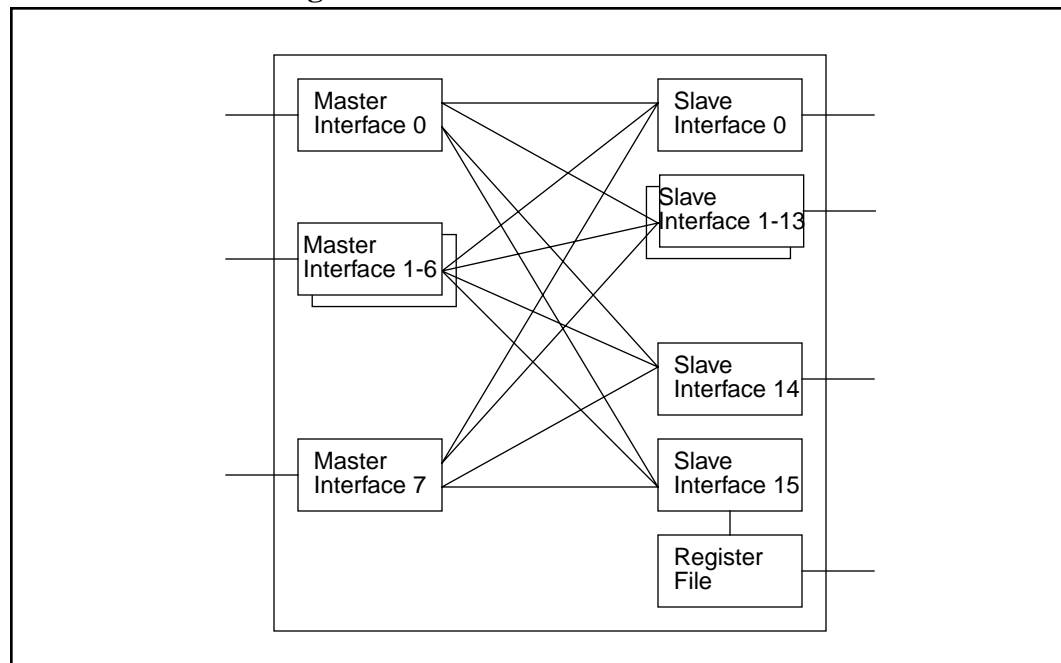 Master
Interface 0
Slave
Interface 0
Slave
Interface 1-13
Master
Interface 1-6
Slave
Interface 14
Master
Interface 7
Slave
Interface 15
Register
File